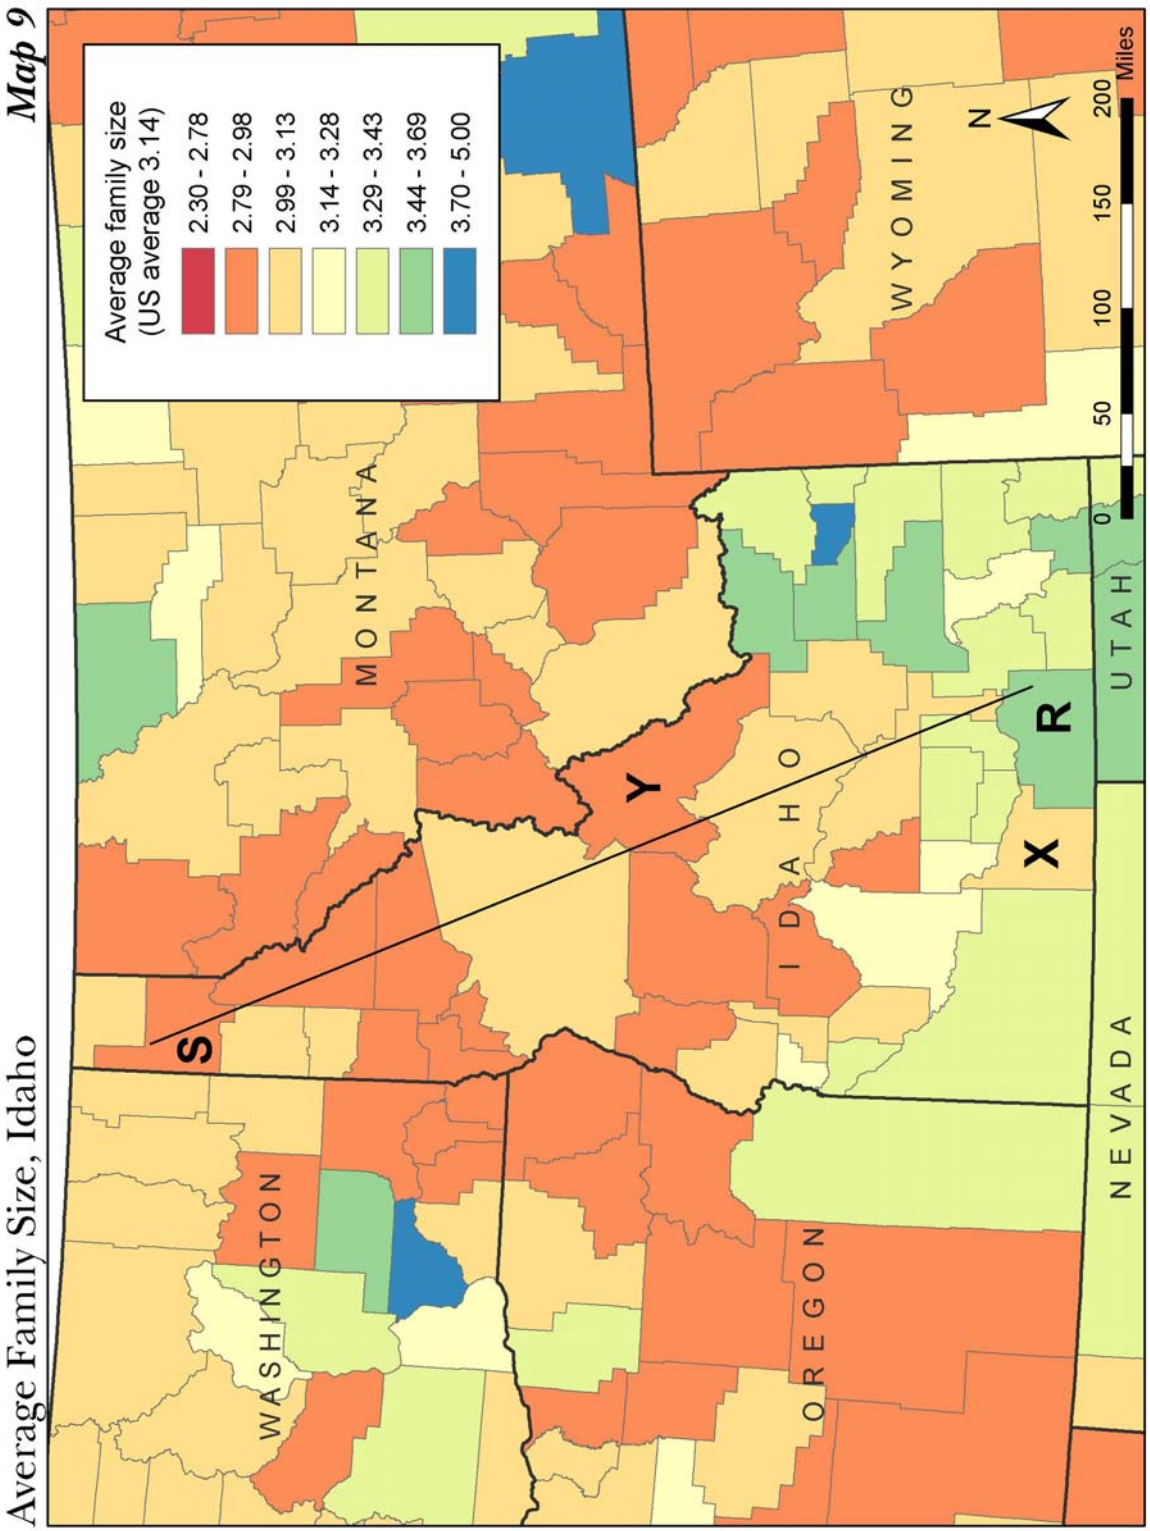 Average Family Size, Idaho
Map 9
Average family size
(US average 3.14)
2.30 - 2.78
2.79 - 2.98
2.99 - 3.13
3.14 - 3.28
3.29 - 3.43
3.44 - 3.69
3.70 - 5.00
MONTANA
WASHINGTON
S
Y
IDAHO
WYOMING
N
OREGON
X
R
NEVADA
UTAH
0 50 100 150 200
Miles